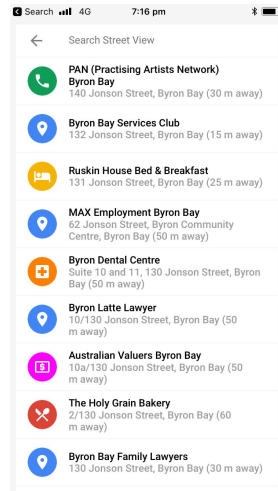 Search 4G 7:16 pm
Search Street View
PAN (Practising Artists Network)
Byron Bay
140 Jonson Street, Byron Bay (30 m away)
Byron Bay Services Club
132 Jonson Street, Byron Bay (15 m away)
Ruskin House Bed & Breakfast
131 Jonson Street, Byron Bay (25 m away)
MAX Employment Byron Bay
62 Jonson Street, Byron Community
Centre, Byron Bay (50 m away)
Byron Dental Centre
Suite 10 and 11, 130 Jonson Street, Byron
Bay (50 m away)
Byron Latte Lawyer
10/130 Jonson Street, Byron Bay (50
m away)
Australian Valuers Byron Bay
10a/130 Jonson Street, Byron Bay (50
m away)
The Holy Grain Bakery
2/130 Jonson Street, Byron Bay (60
m away)
Byron Bay Family Lawyers
130 Jonson Street, Byron Bay (30 m away)